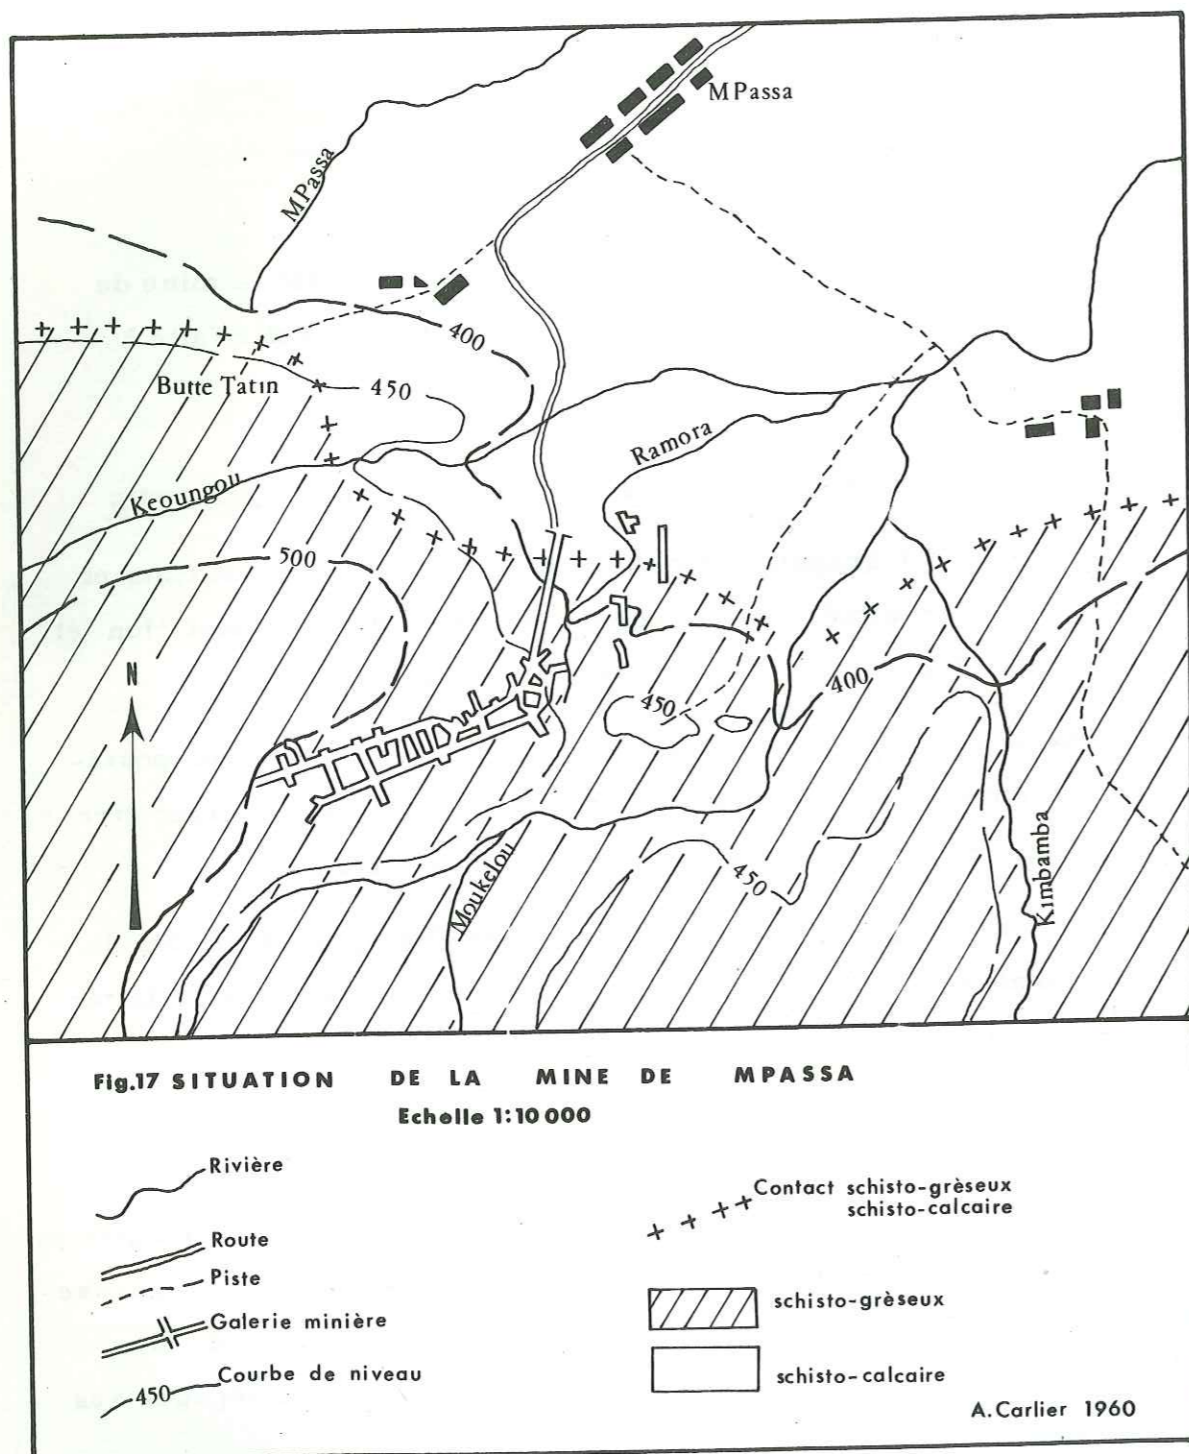 MPassa
MPassa
400
Butte Tatin
450
Ramora
Keoungou
500
N
450
400
450
Moukelou
Kimbamba
Fig.17 SITUATION DE LA MINE DE MPASSA
Echelle 1:10 000
Rivière
Route
Piste
Galerie minière
450
Courbe de niveau
Contact schisto-grèseux
schisto-calcaire
schisto-grèseux
schisto-calcaire
A.Carlier 1960